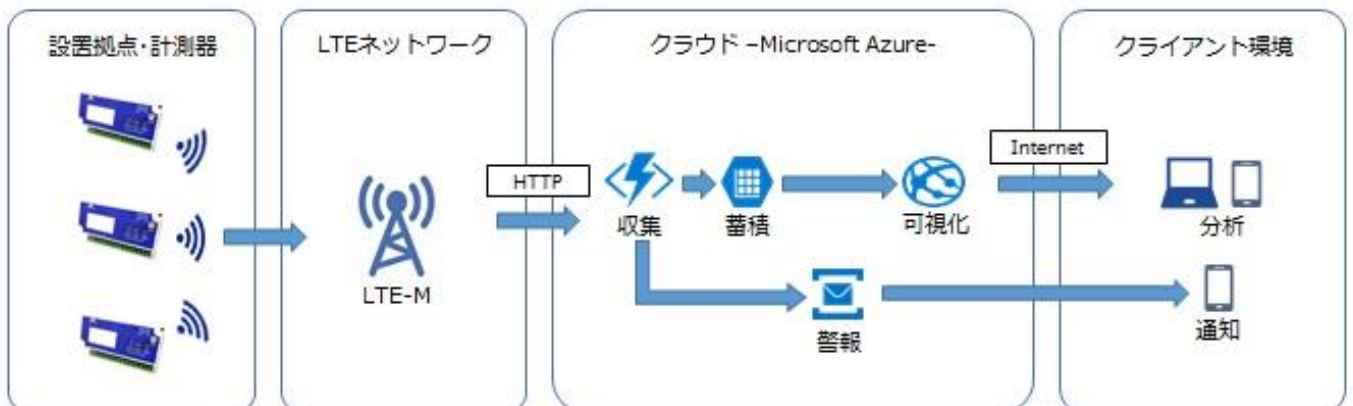 設置拠点・計測器
LTEネットワーク
クラウド –Microsoft Azure-
クライアント環境
HTTP
Internet
収集
蓄積
可視化
分析
LTE-M
警報
通知